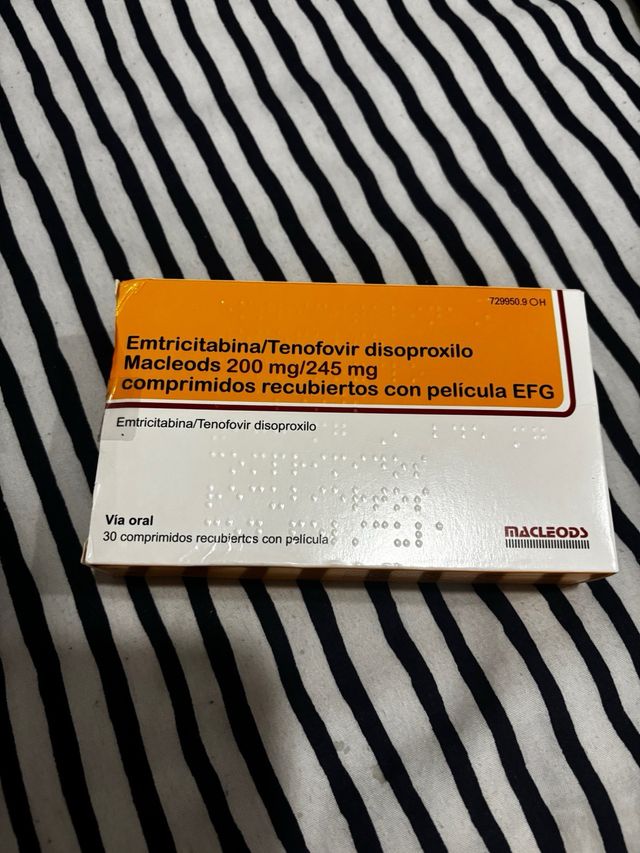 729950.9 O H
Emtricitabina/Tenofovir disoproxilo
Macleods 200 mg/245 mg
comprimidos recubiertos con película EFG
Emtricitabina/Tenofovir disoproxilo
Vía oral
30 comprimidos recubiertos con película
MACLEODS